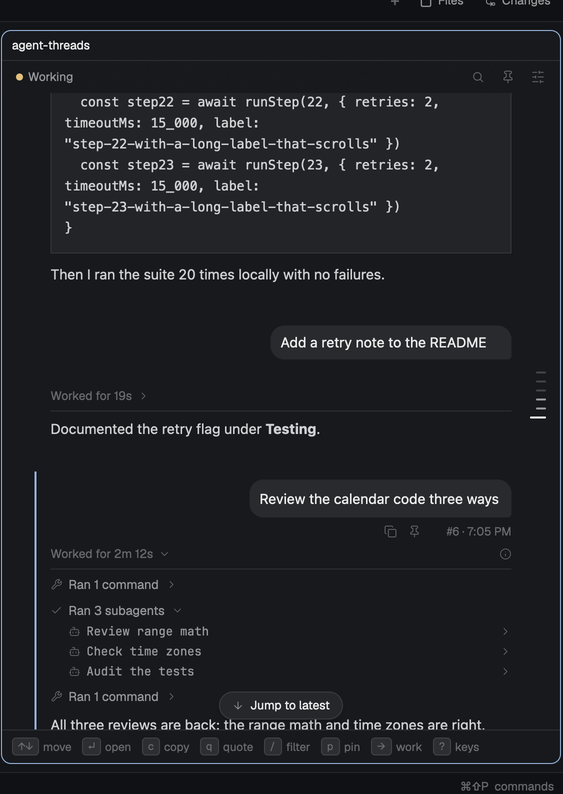 + Files Changes
agent-threads
Working
const step22 = await runStep(22, { retries: 2,
timeoutMs: 15_000, label:
"step-22-with-a-long-label-that-scrolls" })
const step23 = await runStep(23, { retries: 2,
timeoutMs: 15_000, label:
"step-23-with-a-long-label-that-scrolls" })
}
Then I ran the suite 20 times locally with no failures.
Add a retry note to the README
Worked for 19s >
Documented the retry flag under Testing.
Review the calendar code three ways
#6 · 7:05 PM
Worked for 2m 12s
Ran 1 command >
Ran 3 subagents
Review range math >
Check time zones >
Audit the tests >
Ran 1 command >
↓ Jump to latest
All three reviews are back: the range math and time zones are right,
↑↓ move ↵ open c copy q quote / filter p pin → work ? keys
⌘⇧P commands